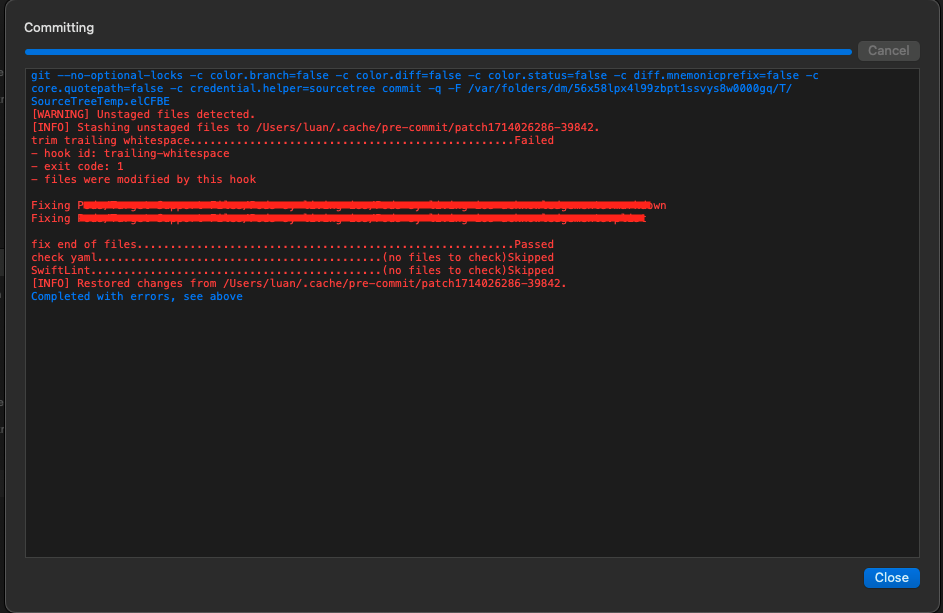 Committing
Cancel
git --no-optional-locks -c color.branch=false -c color.diff=false -c color.status=false -c diff.mnemonicprefix=false -c
core.quotepath=false -c credential.helper=sourcetree commit -q -F /var/folders/dm/56x58lpx4l99zbpt1ssvys8w0000gq/T/
SourceTreeTemp.elCFBE
[WARNING] Unstaged files detected.
[INFO] Stashing unstaged files to /Users/luan/.cache/pre-commit/patch1714026286-39842.
trim trailing whitespace.................................................Failed
- hook id: trailing-whitespace
- exit code: 1
- files were modified by this hook
Fixing
Fixing
fix end of files.........................................................Passed
check yaml...........................................(no files to check)Skipped
SwiftLint............................................(no files to check)Skipped
[INFO] Restored changes from /Users/luan/.cache/pre-commit/patch1714026286-39842.
Completed with errors, see above
Close